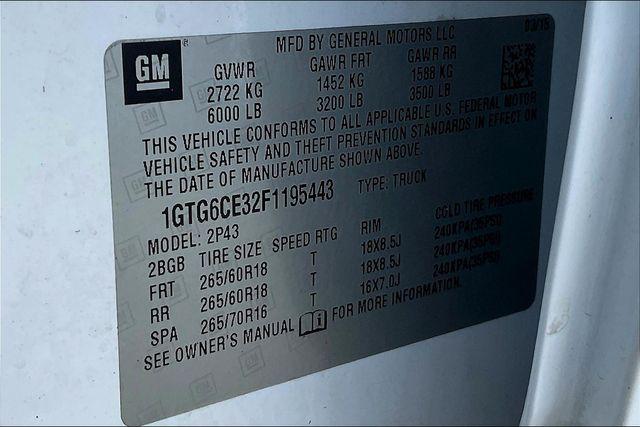 GM
MFD BY GENERAL MOTORS LLC 03/15
GVWR GAWR FRT GAWR RR
2722 KG 1452 KG 1588 KG
6000 LB 3200 LB 3500 LB
THIS VEHICLE CONFORMS TO ALL APPLICABLE U.S. FEDERAL MOTOR
VEHICLE SAFETY AND THEFT PREVENTION STANDARDS IN EFFECT ON
THE DATE OF MANUFACTURE SHOWN ABOVE.
1GTG6CE32F1195443 TYPE: TRUCK
MODEL: 2P43
2BGB TIRE SIZE SPEED RTG RIM COLD TIRE PRESSURE
FRT 265/60R18 T 18X8.5J 240KPA(35PSI)
RR 265/60R18 T 18X8.5J 240KPA(35PSI)
SPA 265/70R16 T 16X7.0J 240KPA(35PSI)
SEE OWNER'S MANUAL FOR MORE INFORMATION.